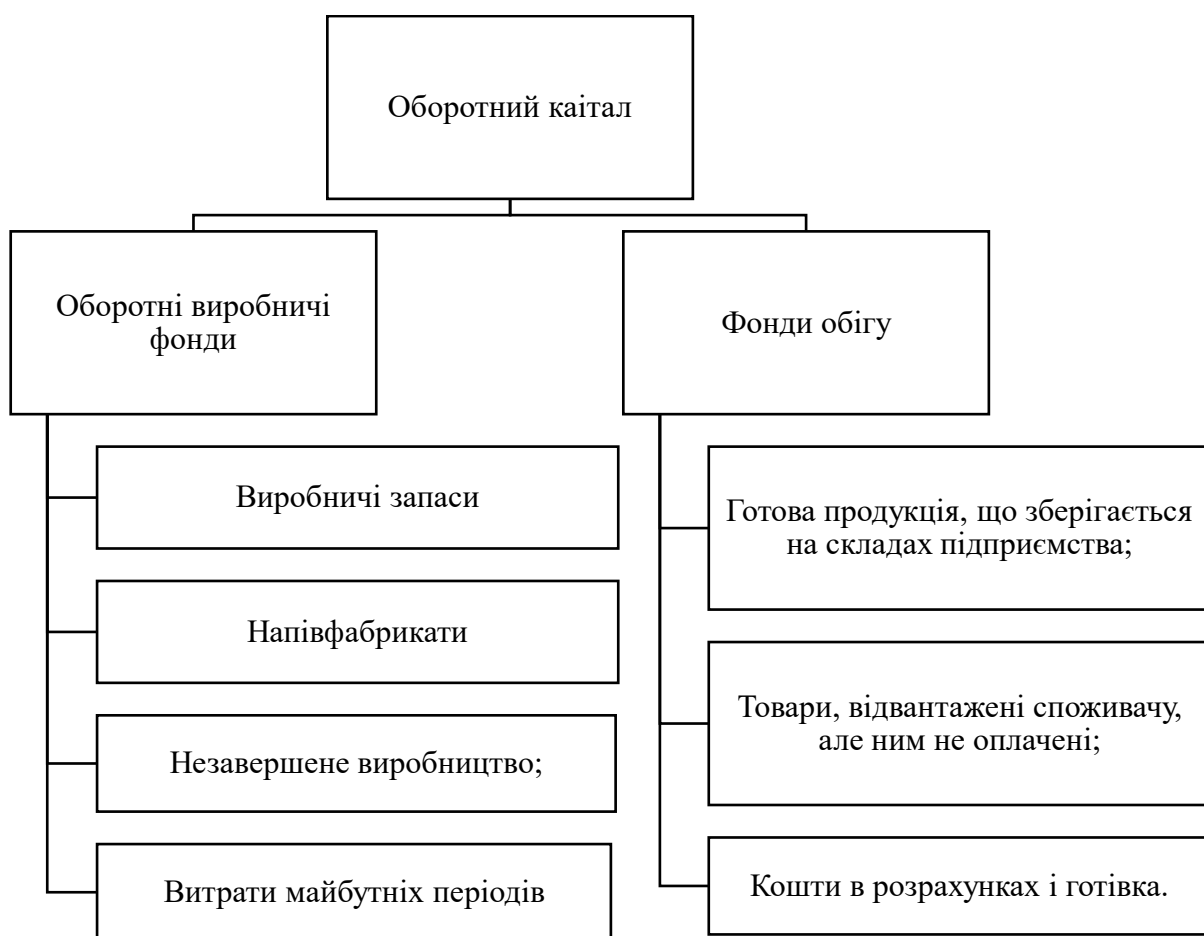 Оборотний каітал
Оборотні виробничі
фонди
Виробничі запаси
Напівфабрикати
Незавершене виробництво;
Витрати майбутніх періодів
Фонди обігу
Готова продукція, що зберігається
на складах підприємства;
Товари, відвантажені споживачу,
але ним не оплачені;
Кошти в розрахунках і готівка.